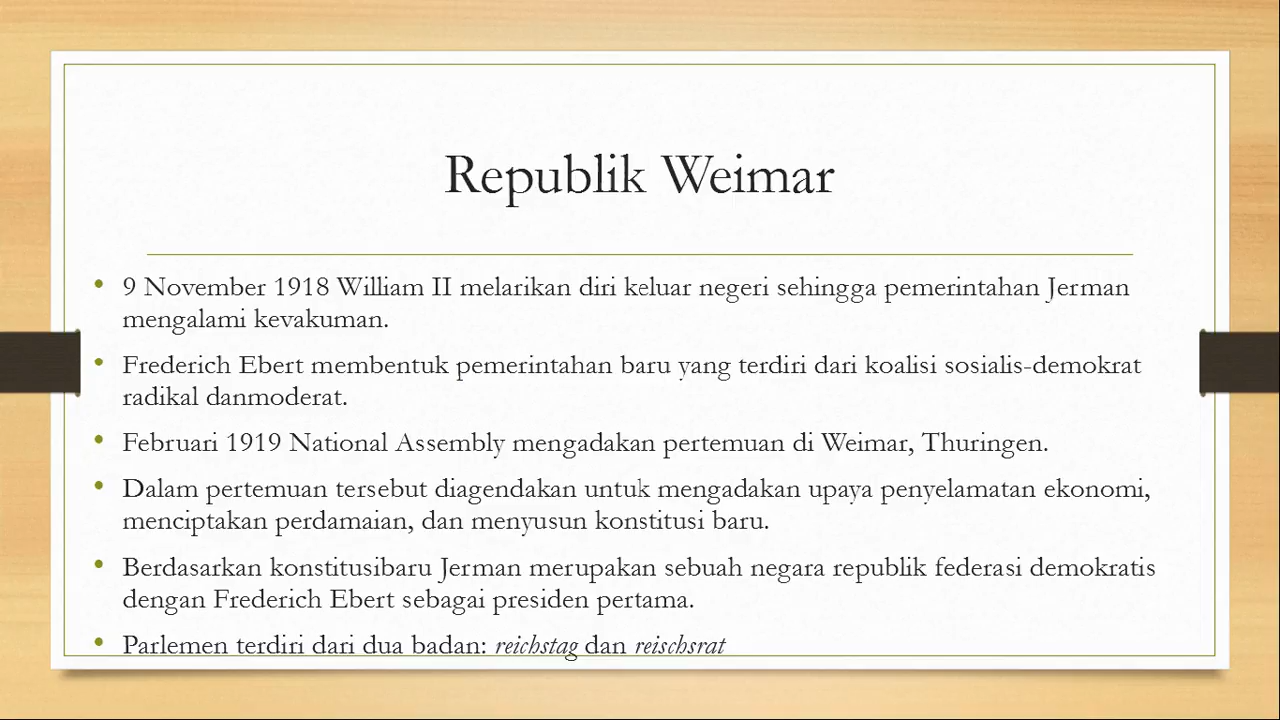 Republik Weimar
• 9 November 1918 William II melarikan diri keluar negeri sehingga pemerintahan Jerman
mengalami kevakuman.
• Frederich Ebert membentuk pemerintahan baru yang terdiri dari koalisi sosialis-demokrat
radikal danmoderat.
• Februari 1919 National Assembly mengadakan pertemuan di Weimar, Thuringen.
• Dalam pertemuan tersebut diagendakan untuk mengadakan upaya penyelamatan ekonomi,
menciptakan perdamaian, dan menyusun konstitusi baru.
• Berdasarkan konstitusibaru Jerman merupakan sebuah negara republik federasi demokratis
dengan Frederich Ebert sebagai presiden pertama.
• Parlemen terdiri dari dua badan: reichstag dan reischsrat